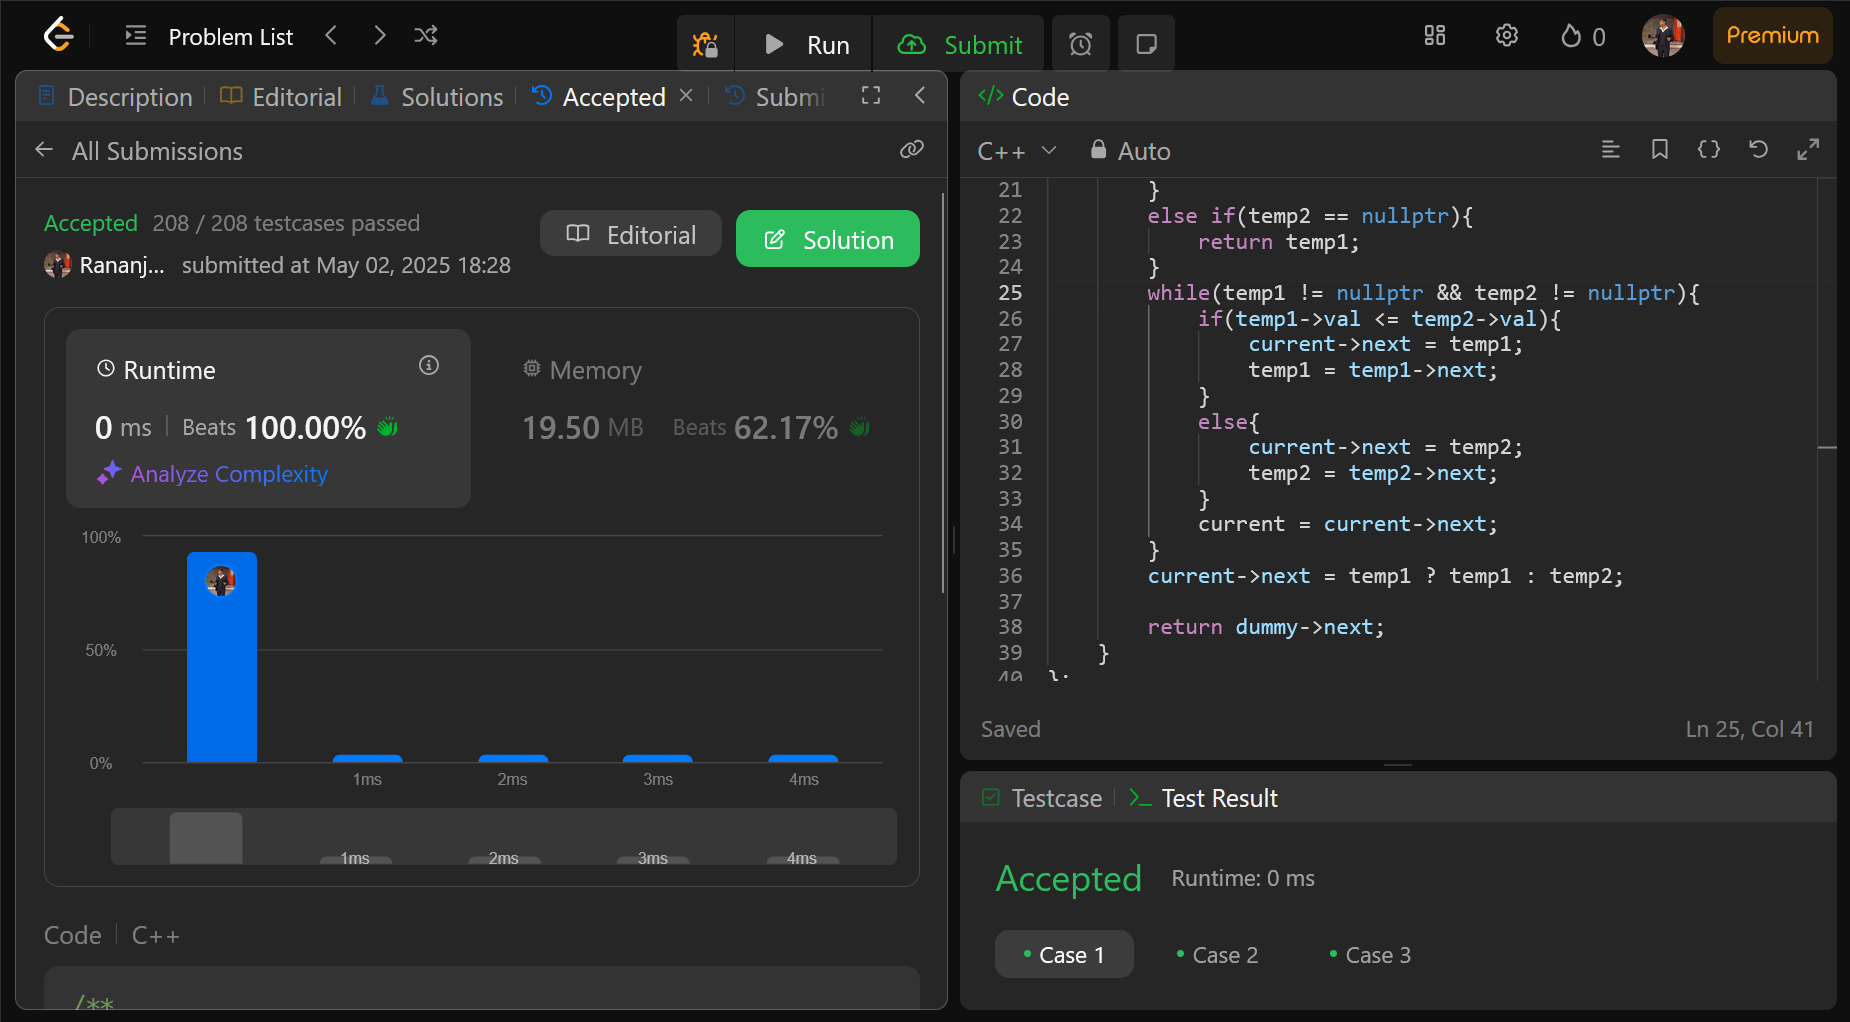 Problem List
Run
Submit
0
Premium
Description
Editorial
Solutions
Accepted
Submi
All Submissions
Accepted 208 / 208 testcases passed
Rananj... submitted at May 02, 2025 18:28
Editorial
Solution
Runtime
0 ms Beats 100.00%
Analyze Complexity
Memory
19.50 MB Beats 62.17%
100%
50%
0%
1ms 2ms 3ms 4ms
1ms 2ms 3ms 4ms
Code C++
/**
</> Code
C++ Auto
21 }
22 else if(temp2 == nullptr){
23 return temp1;
24 }
25 while(temp1 != nullptr && temp2 != nullptr){
26 if(temp1->val <= temp2->val){
27 current->next = temp1;
28 temp1 = temp1->next;
29 }
30 else{
31 current->next = temp2;
32 temp2 = temp2->next;
33 }
34 current = current->next;
35 }
36 current->next = temp1 ? temp1 : temp2;
37
38 return dummy->next;
39 }
40 };
Saved
Ln 25, Col 41
Testcase
Test Result
Accepted Runtime: 0 ms
Case 1 Case 2 Case 3